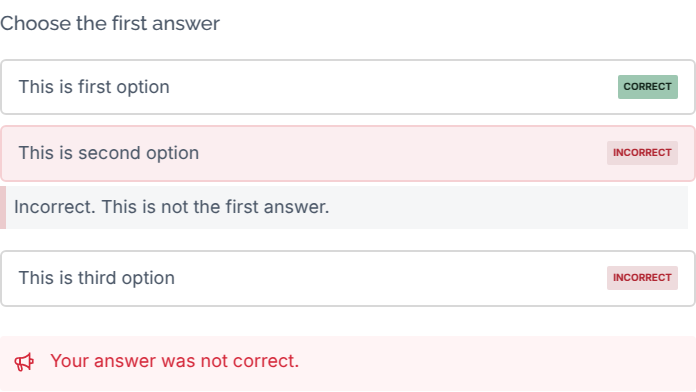 Choose the first answer
This is first option CORRECT
This is second option INCORRECT
Incorrect. This is not the first answer.
This is third option INCORRECT
Your answer was not correct.